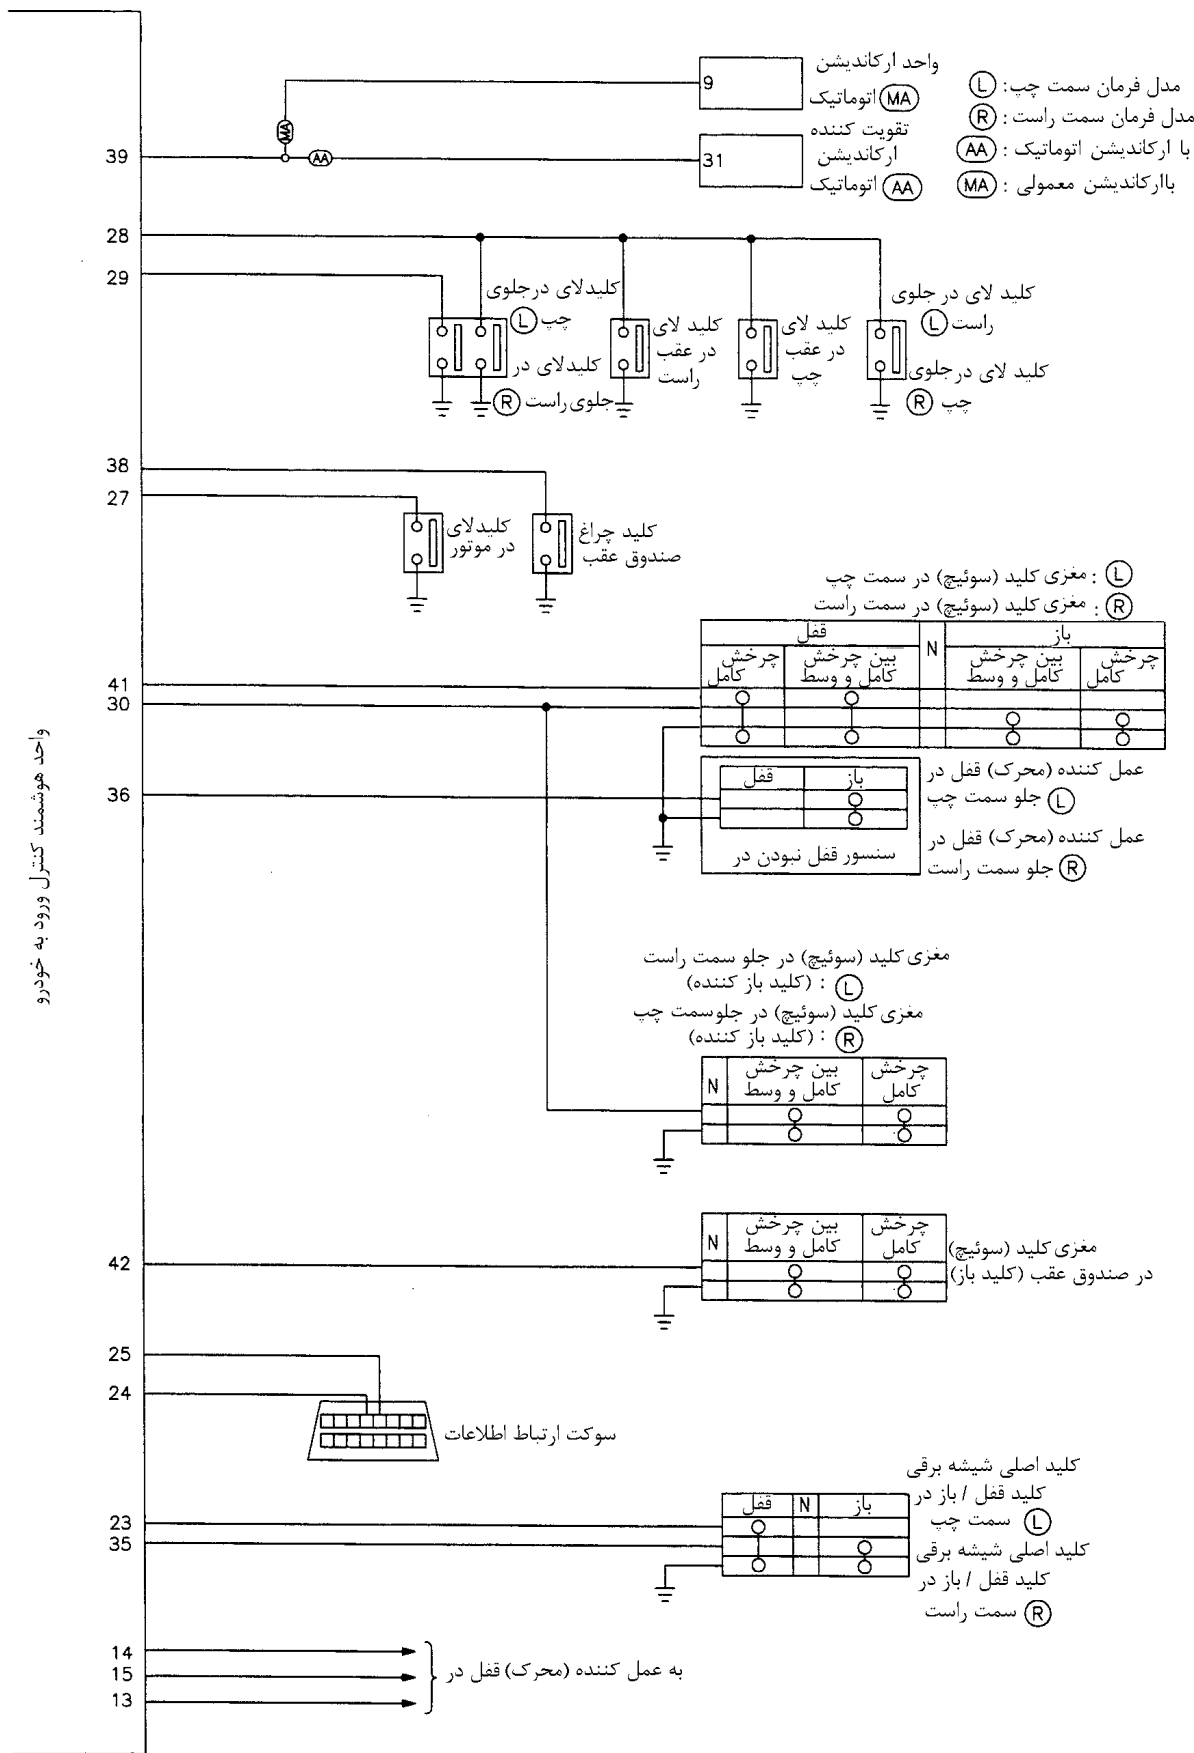 واحد ارکاندیشن
9
اتوماتیک MA
مدل فرمان سمت چپ: L
مدل فرمان سمت راست: R
با ارکاندیشن اتوماتیک: AA
باارکاندیشن معمولی: MA
تقویت کننده
ارکاندیشن
31
اتوماتیک AA
MA
39
AA
28
29
کلیدلای درجلوی
چپ L
کلیدلای در
جلوی راست R
کلید لای
در عقب
راست
کلید لای
در عقب
چپ
کلید لای در جلوی
راست L
کلید لای درجلوی
چپ R
38
27
کلیدلای
در موتور
کلید چراغ
صندوق عقب
L : مغزی کلید (سوئیچ) در سمت چپ
R : مغزی کلید (سوئیچ) در سمت راست
قفل
N
باز
چرخش
کامل
بین چرخش
کامل و وسط
بین چرخش
کامل و وسط
چرخش
کامل
41
30
36
قفل
باز
سنسور قفل نبودن در
عمل کننده (محرک) قفل در
جلو سمت چپ L
عمل کننده (محرک) قفل در
جلو سمت راست R
واحد هوشمند کنترل ورود به خودرو
مغزی کلید (سوئیچ) در جلو سمت راست
L : (کلید باز کننده)
مغزی کلید (سوئیچ) در جلوسمت چپ
R : (کلید باز کننده)
N
بین چرخش
کامل و وسط
چرخش
کامل
42
N
بین چرخش
کامل و وسط
چرخش
کامل
مغزی کلید (سوئیچ)
در صندوق عقب (کلید باز)
25
24
سوکت ارتباط اطلاعات
23
35
قفل
N
باز
کلید اصلی شیشه برقی
کلید قفل / باز در
سمت چپ L
کلید اصلی شیشه برقی
کلید قفل / باز در
سمت راست R
14
15
13
به عمل کننده (محرک) قفل در